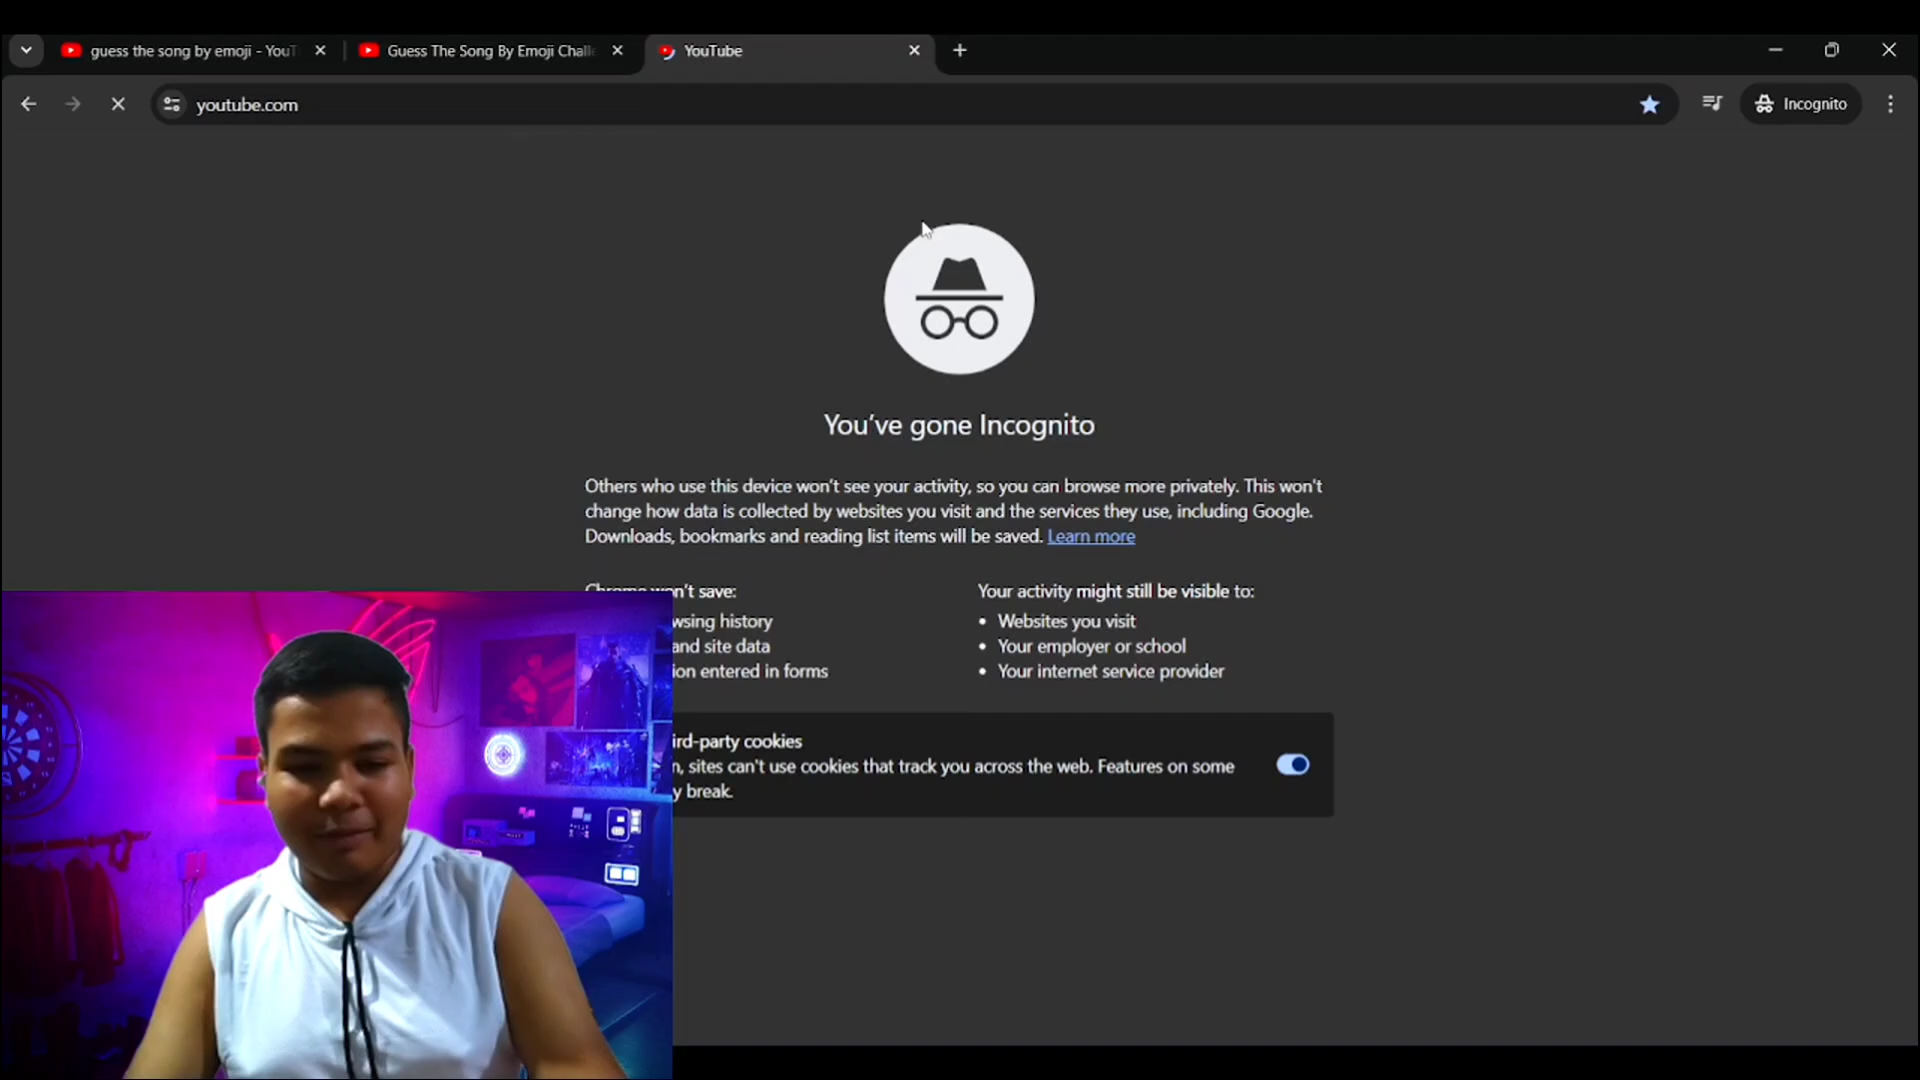 guess the song by emoji - YouT
Guess The Song By Emoji Chall
YouTube
youtube.com
Incognito
You've gone Incognito
Others who use this device won't see your activity, so you can browse more privately. This won't
change how data is collected by websites you visit and the services they use, including Google.
Downloads, bookmarks and reading list items will be saved. Learn more
Chrome won't save:
wsing history
and site data
ion entered in forms
Your activity might still be visible to:
• Websites you visit
• Your employer or school
• Your internet service provider
ird-party cookies
n, sites can't use cookies that track you across the web. Features on some
y break.